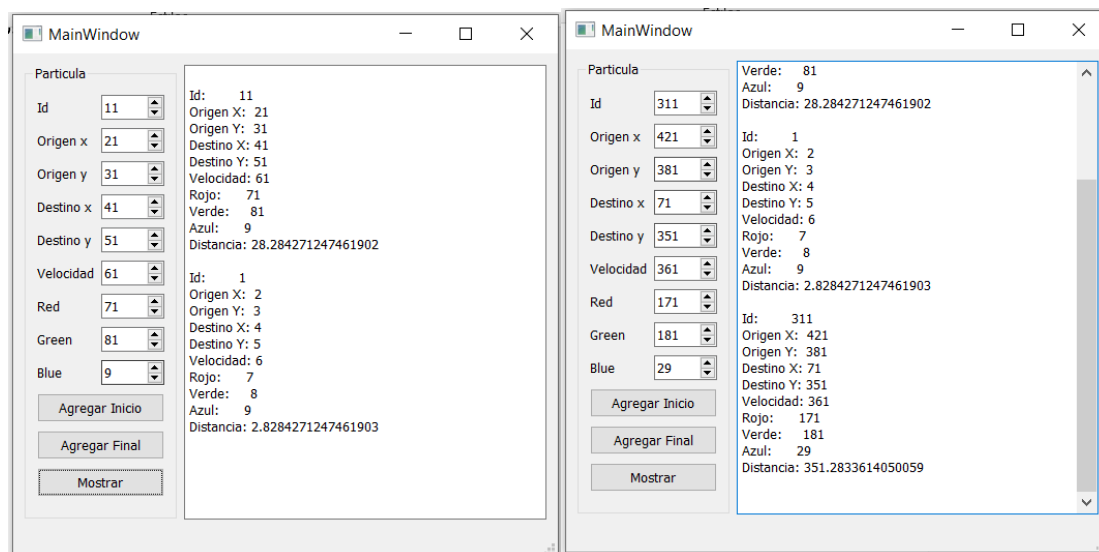 MainWindow
Particula
Id 11
Origen x 21
Origen y 31
Destino x 41
Destino y 51
Velocidad 61
Red 71
Green 81
Blue 9
Agregar Inicio
Agregar Final
Mostrar
Id: 11
Origen X: 21
Origen Y: 31
Destino X: 41
Destino Y: 51
Velocidad: 61
Rojo: 71
Verde: 81
Azul: 9
Distancia: 28.284271247461902
Id: 1
Origen X: 2
Origen Y: 3
Destino X: 4
Destino Y: 5
Velocidad: 6
Rojo: 7
Verde: 8
Azul: 9
Distancia: 2.8284271247461903
MainWindow
Particula
Id 311
Origen x 421
Origen y 381
Destino x 71
Destino y 351
Velocidad 361
Red 171
Green 181
Blue 29
Agregar Inicio
Agregar Final
Mostrar
Verde: 81
Azul: 9
Distancia: 28.284271247461902
Id: 1
Origen X: 2
Origen Y: 3
Destino X: 4
Destino Y: 5
Velocidad: 6
Rojo: 7
Verde: 8
Azul: 9
Distancia: 2.8284271247461903
Id: 311
Origen X: 421
Origen Y: 381
Destino X: 71
Destino Y: 351
Velocidad: 361
Rojo: 171
Verde: 181
Azul: 29
Distancia: 351.2833614050059